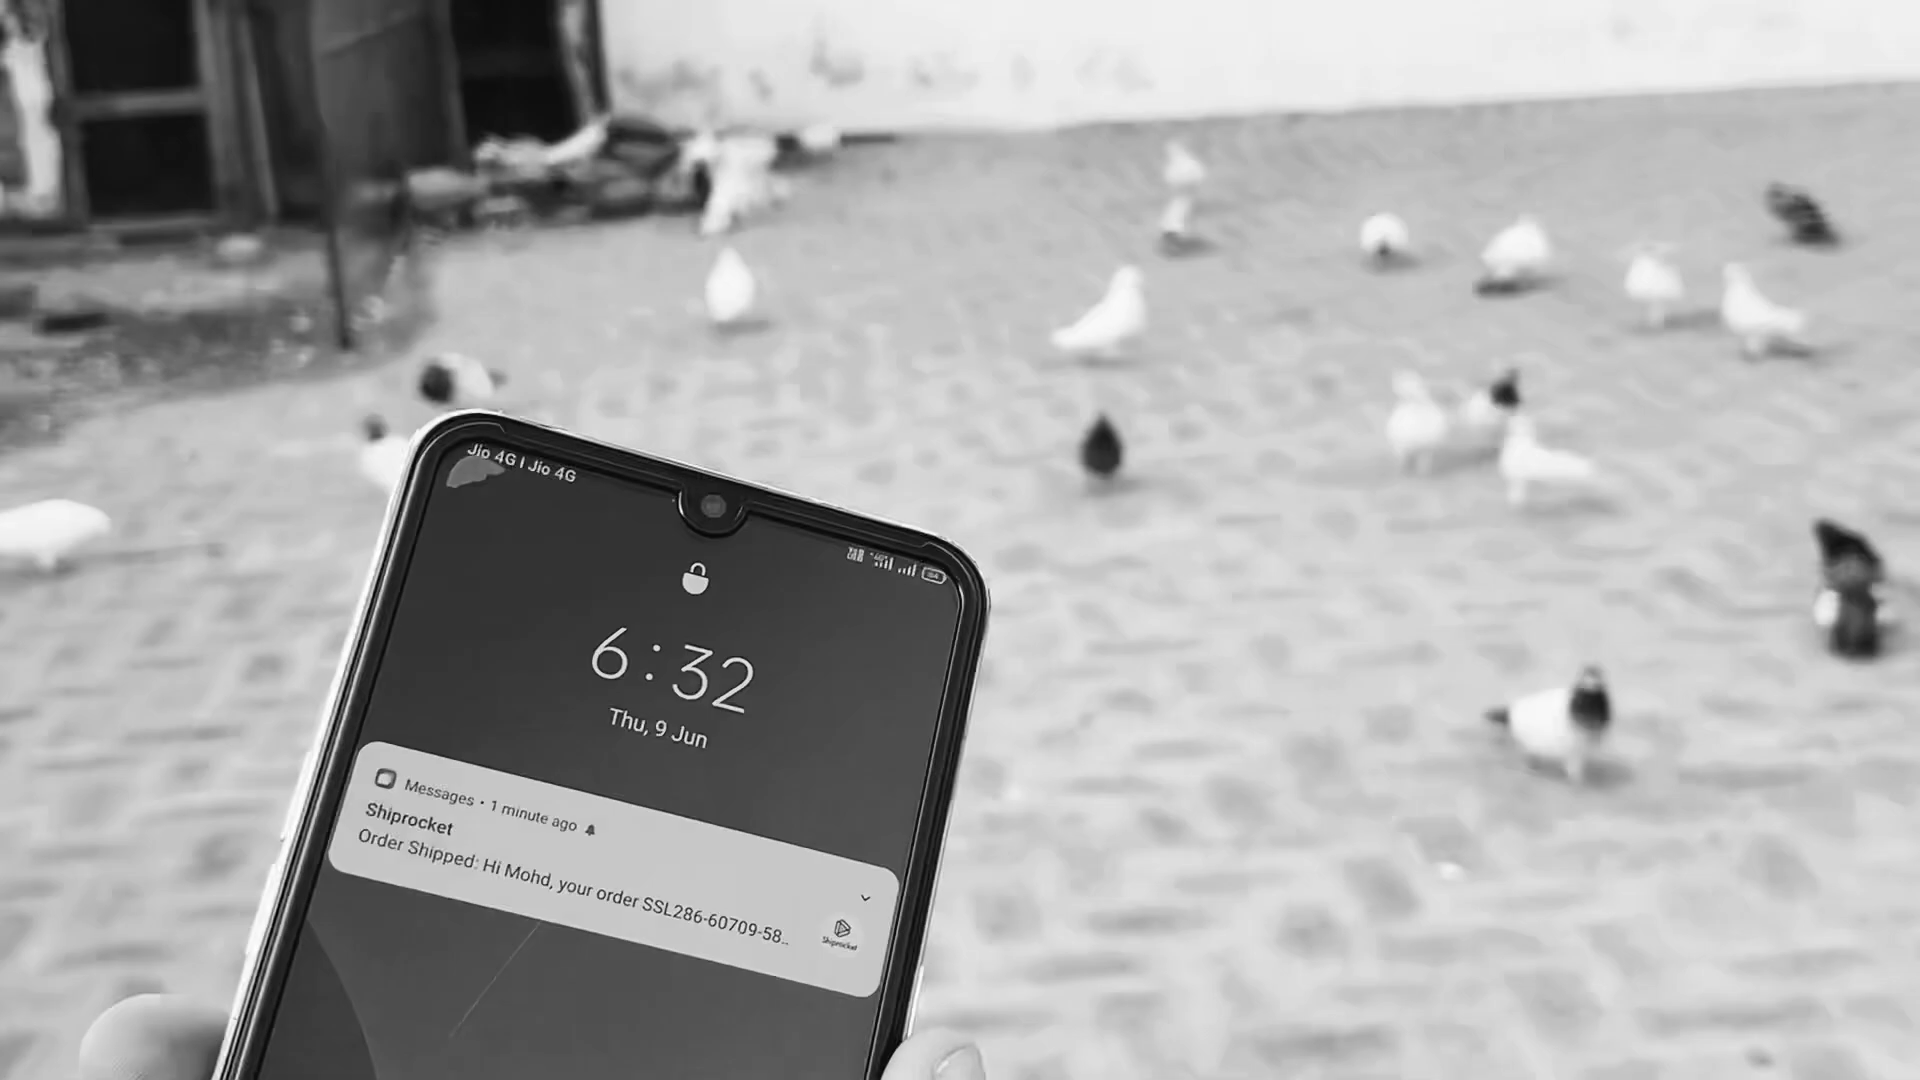 Jio 4G | Jio 4G
6:32
Thu, 9 Jun
Messages • 1 minute ago
Shiprocket
Order Shipped: Hi Mohd, your order SSL286-60709-58..
Shiprocket